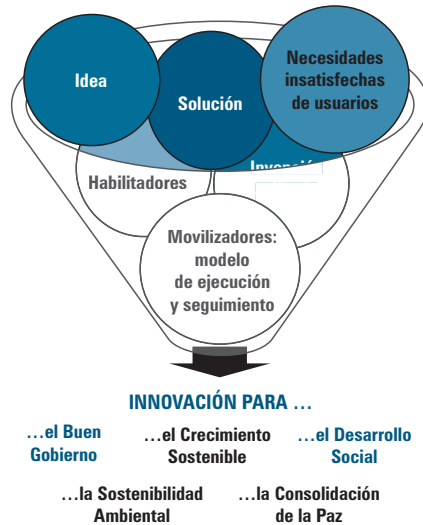 Idea
Solución
Necesidades
insatisfechas
de usuarios
Habilitadores
Movilizadores:
modelo
de ejecución
y seguimiento
INNOVACIÓN PARA …
…el Buen
Gobierno
…el Crecimiento
Sostenible
…el Desarrollo
Social
…la Sostenibilidad
Ambiental
…la Consolidación
de la Paz